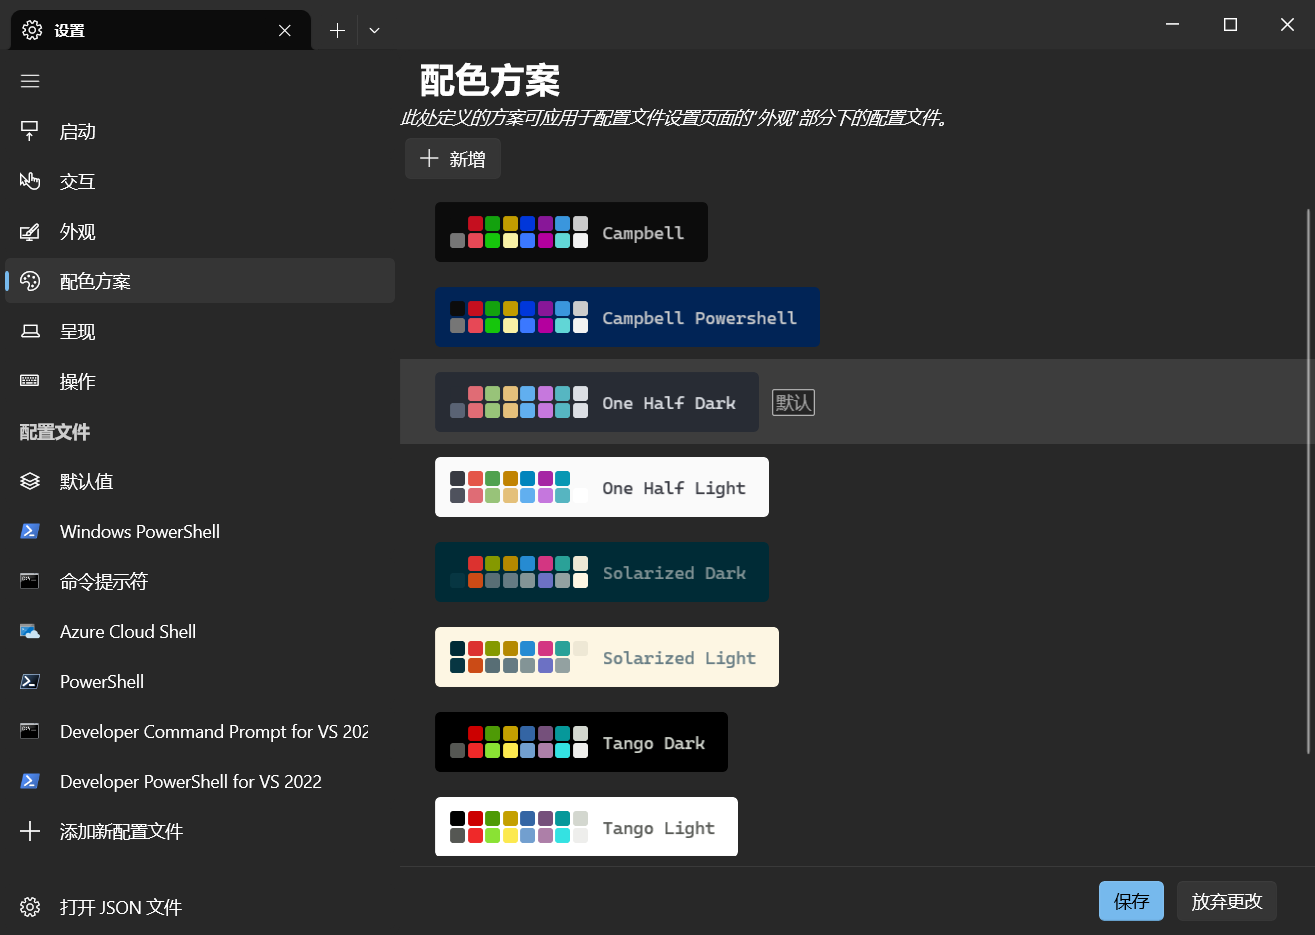 设置
启动
交互
外观
配色方案
呈现
操作
配置文件
默认值
Windows PowerShell
命令提示符
Azure Cloud Shell
PowerShell
Developer Command Prompt for VS 202
Developer PowerShell for VS 2022
添加新配置文件
打开 JSON 文件
配色方案
此处定义的方案可应用于配置文件设置页面的“外观”部分下的配置文件。
新增
Campbell
Campbell Powershell
One Half Dark 默认
One Half Light
Solarized Dark
Solarized Light
Tango Dark
Tango Light
保存 放弃更改